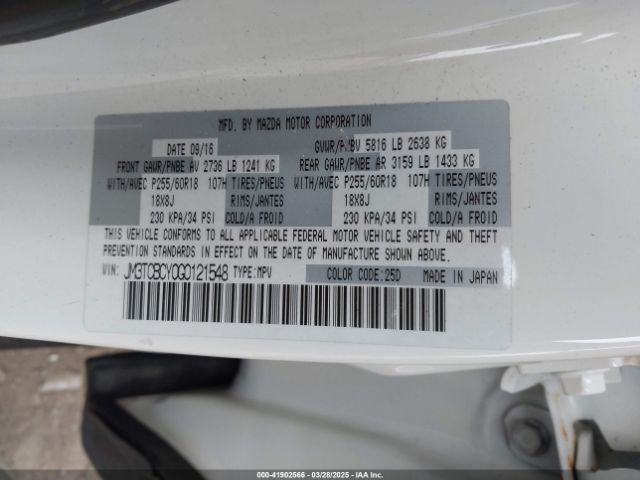 MFD. BY MAZDA MOTOR CORPORATION
DATE 09/16 GVWR/PNBV 5816 LB 2638 KG
FRONT GAWR/PNBE AV 2736 LB 1241 KG REAR GAWR/PNBE AR 3159 LB 1433 KG
WITH/AVEC P255/60R18 107H TIRES/PNEUS WITH/AVEC P255/60R18 107H TIRES/PNEUS
18X8J RIMS/JANTES 18X8J RIMS/JANTES
230 KPA/34 PSI COLD/A FROID 230 KPA/34 PSI COLD/A FROID
THIS VEHICLE CONFORMS TO ALL APPLICABLE FEDERAL MOTOR VEHICLE SAFETY AND THEFT
PREVENTION STANDARDS IN EFFECT ON THE DATE OF MANUFACTURE SHOWN ABOVE.
VIN: JM3TCBCY0G0121548 TYPE:MPV COLOR CODE:25D MADE IN JAPAN
000-41902566 | 03/28/2025 - IAAI.COM